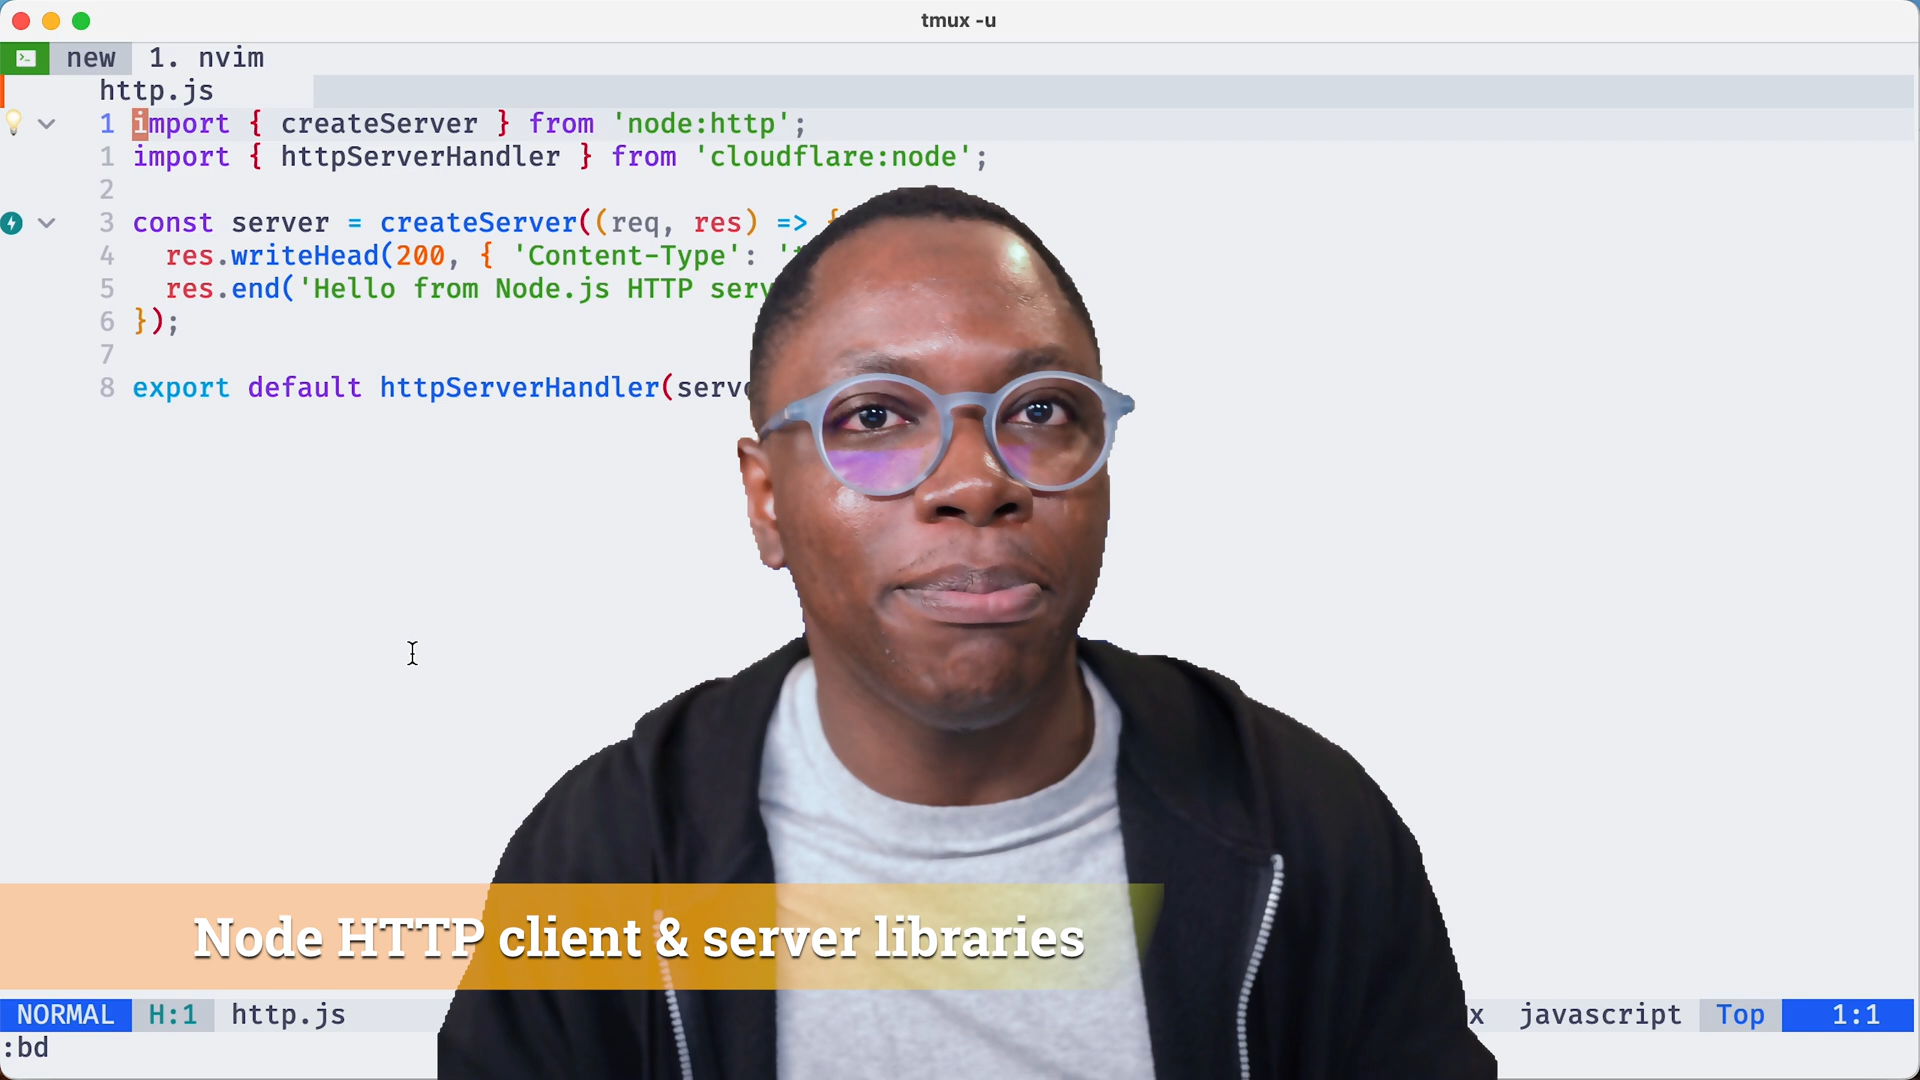 tmux -u
new 1. nvim
http.js
1 import { createServer } from 'node:http';
1 import { httpServerHandler } from 'cloudflare:node';
2
3 const server = createServer((req, res) => {
4 res.writeHead(200, { 'Content-Type': '
5 res.end('Hello from Node.js HTTP serv
6 });
7
8 export default httpServerHandler(serve
Node HTTP client & server libraries
NORMAL H:1 http.js x javascript Top 1:1
:bd